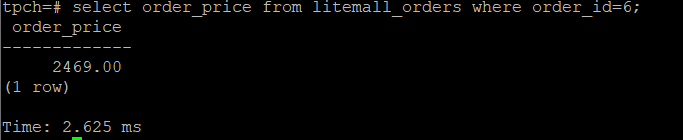 tpch=# select order_price from litemall_orders where order_id=6;
order_price
-------------
2469.00
(1 row)
Time: 2.625 ms